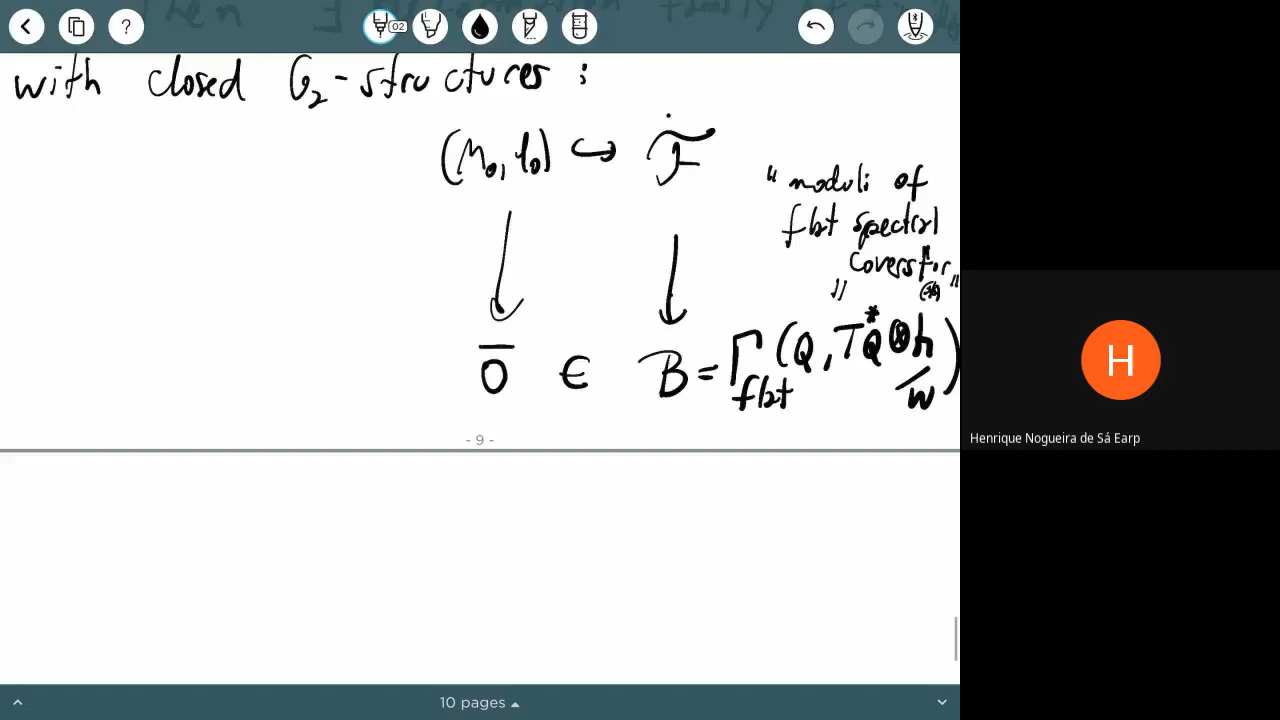 with closed G₂-structures :
(M₀, φ₀) ↪ F̃
"moduli of
flat spectral
covers for "
"
(*)
0̄ ∈ B = Γ_flat (Q, T*Q ⊗ h/W)
- 9 -
Henrique Nogueira de Sá Earp
10 pages
02
?
H